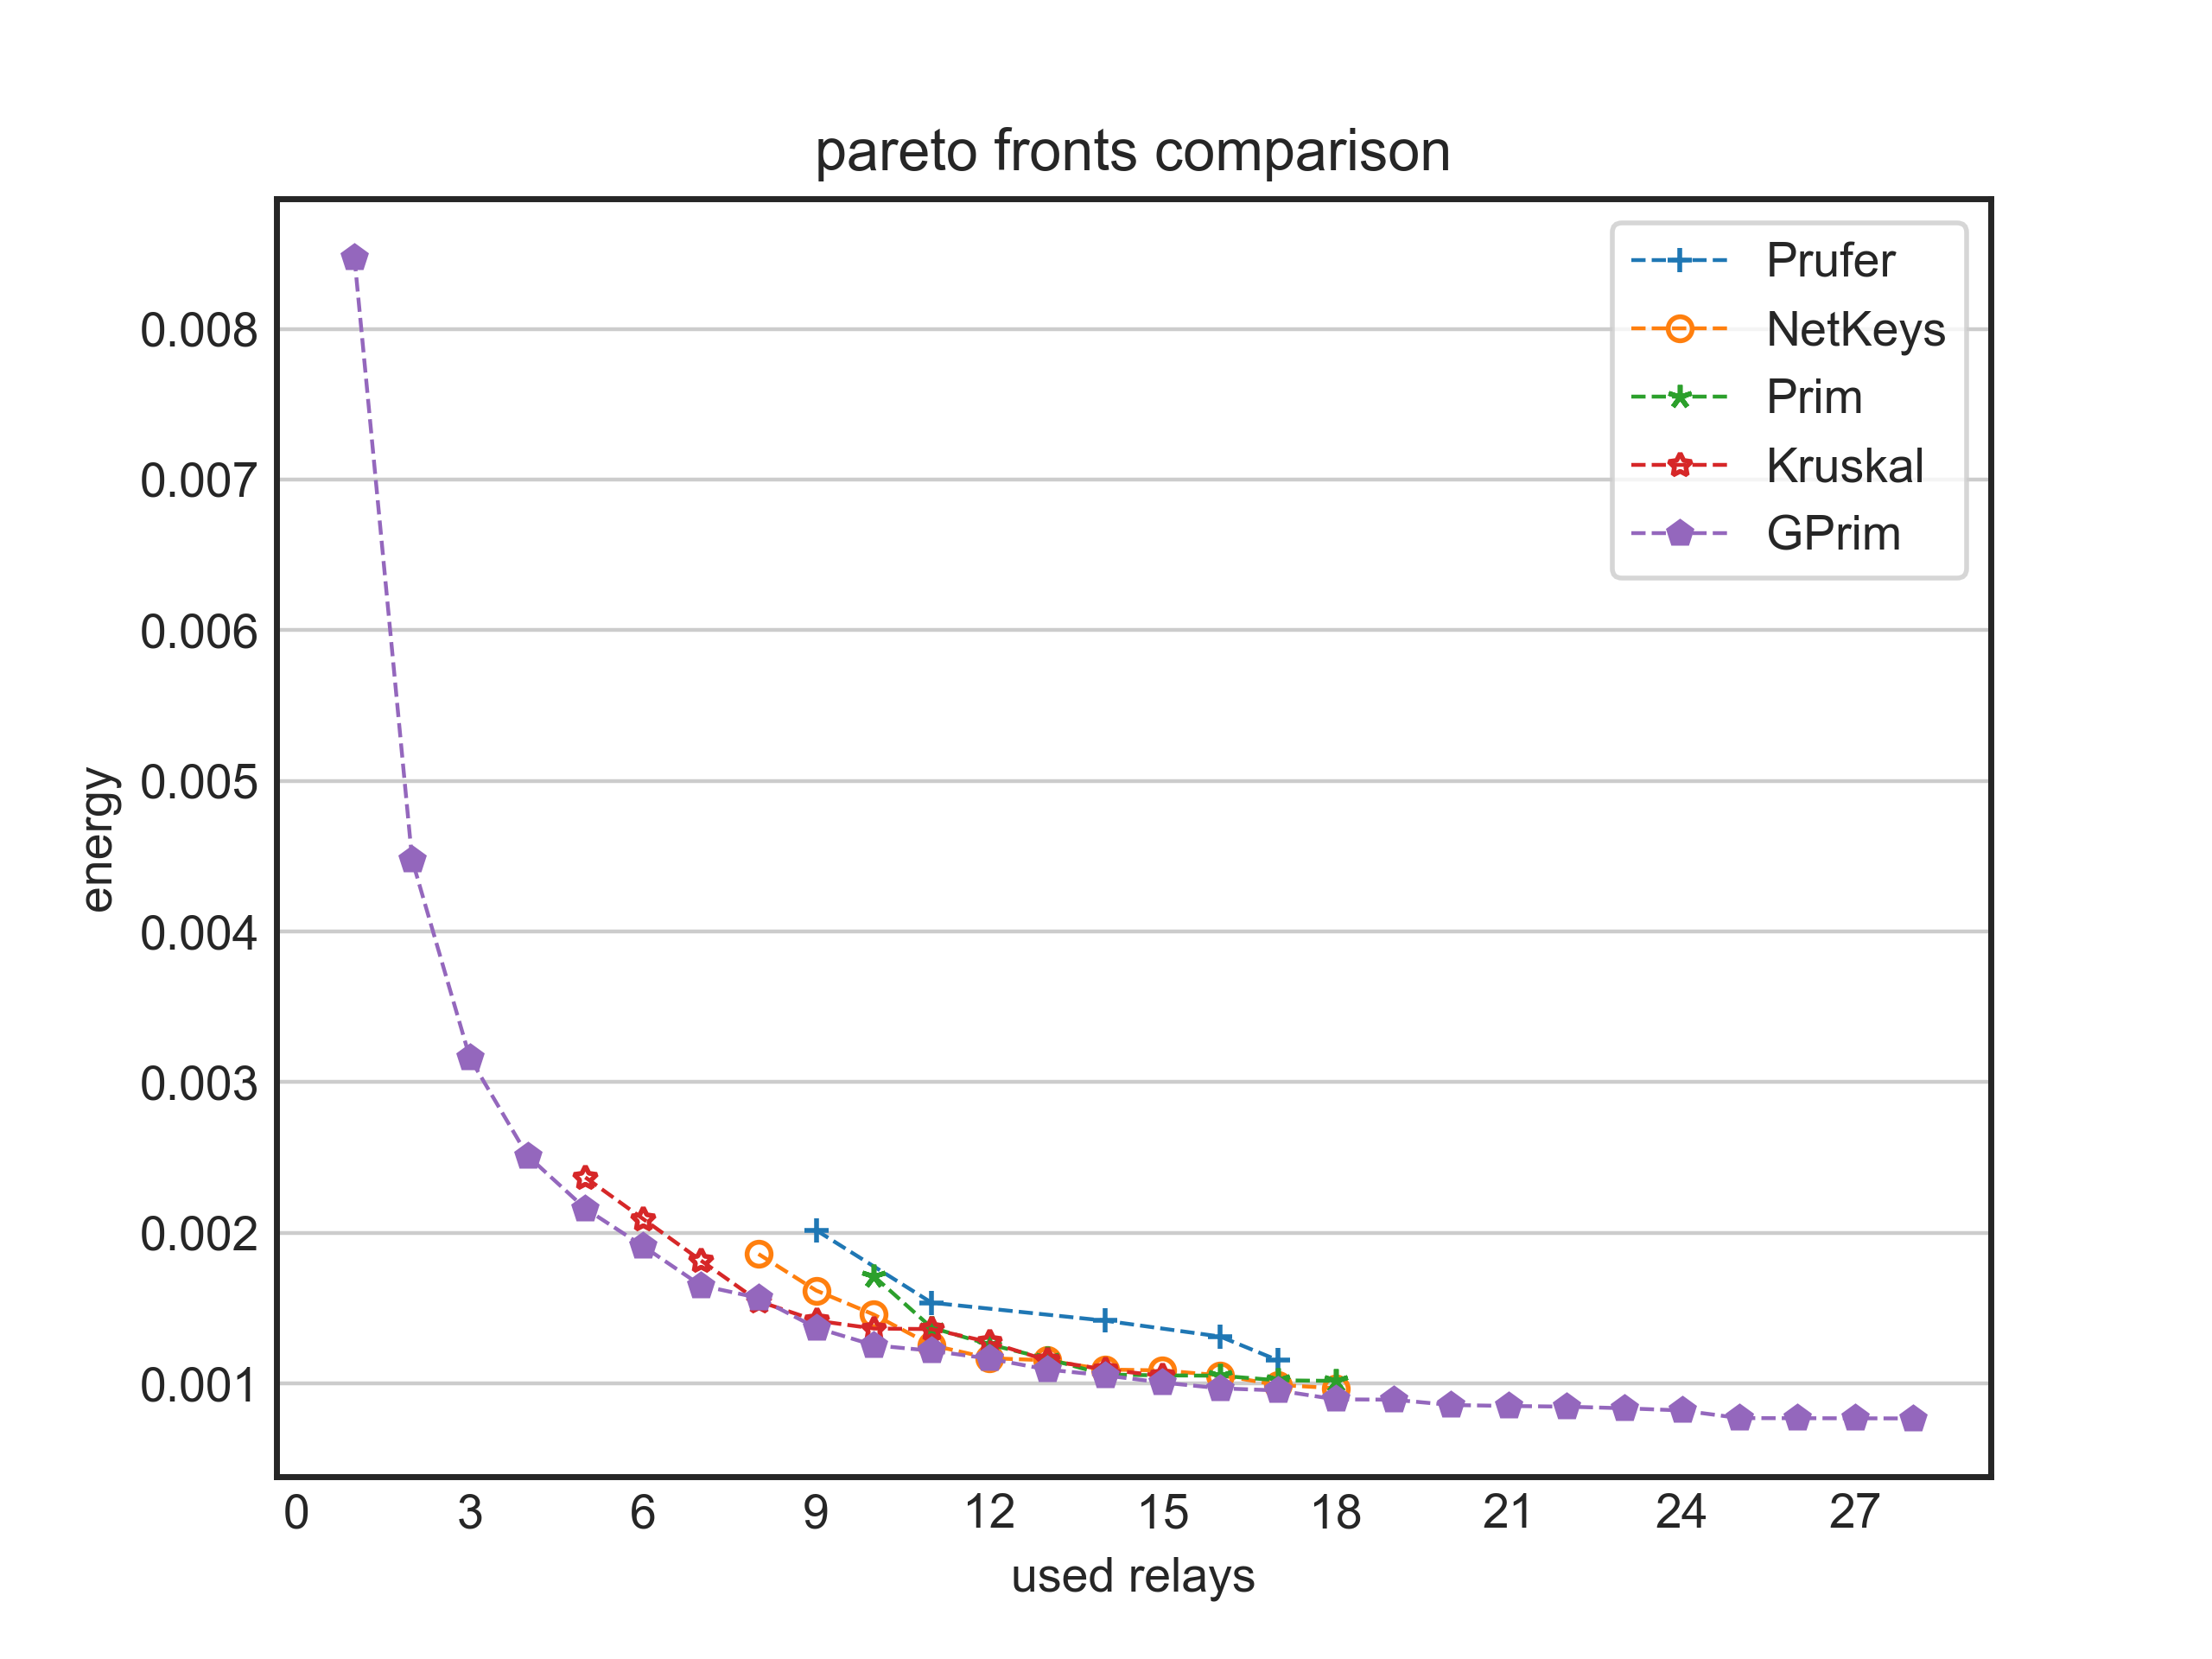 pareto fronts comparison
Prufer
NetKeys
Prim
Kruskal
GPrim
0.008
0.007
0.006
0.005
0.004
0.003
0.002
0.001
energy
0 3 6 9 12 15 18 21 24 27
used relays